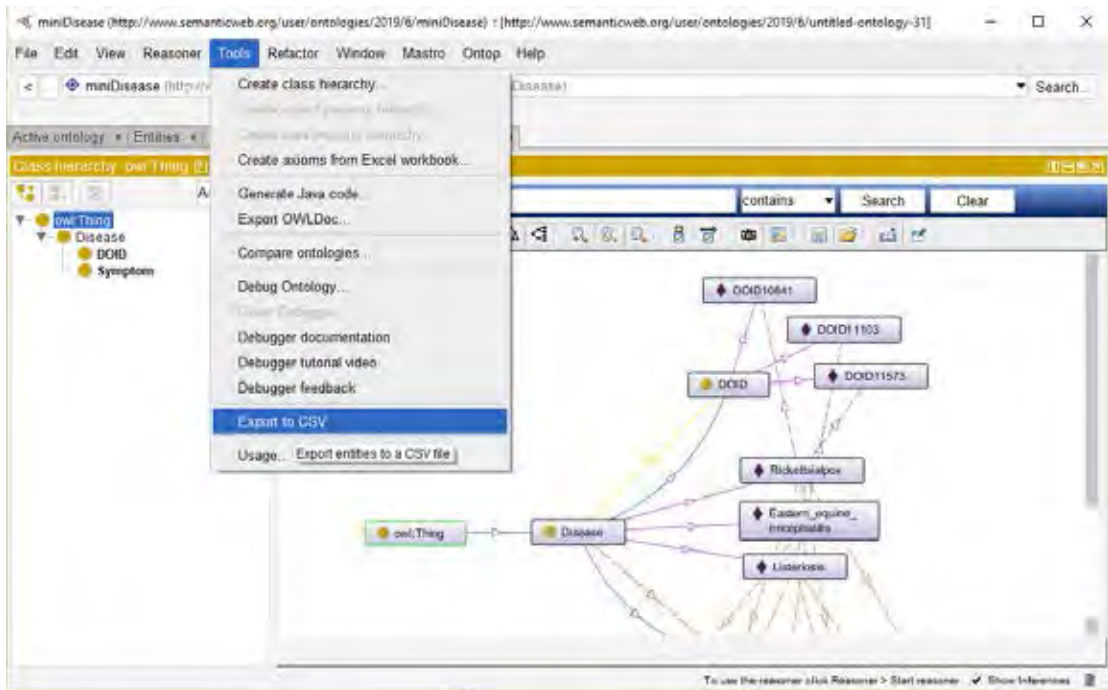 miniDisease (http://www.semanticweb.org/user/ontologies/2019/6/miniDisease) : [http://www.semanticweb.org/user/ontologies/2019/6/untitled-ontology-31]
File Edit View Reasoner Tools Refactor Window Mastro Ontop Help
< miniDisease Disease) Search...
Create class hierarchy...
Active ontology × Entities ×
Create axioms from Excel workbook...
Class hierarchy: owl:Thing
Generate Java code...
contains Search Clear
owl:Thing
Export OWLDoc...
Disease
DOID
Compare ontologies...
Symptom
Debug Ontology...
Debugger documentation
Debugger tutorial video
Debugger feedback
Export to CSV
Usage... Export entities to a CSV file
DOID10841
DOID11103
DOID11573
DOID
Rickettsialpox
Eastern_equine_
encephalitis
owl:Thing
Disease
Listeriosis
To use the reasoner click Reasoner > Start reasoner Show Inferences